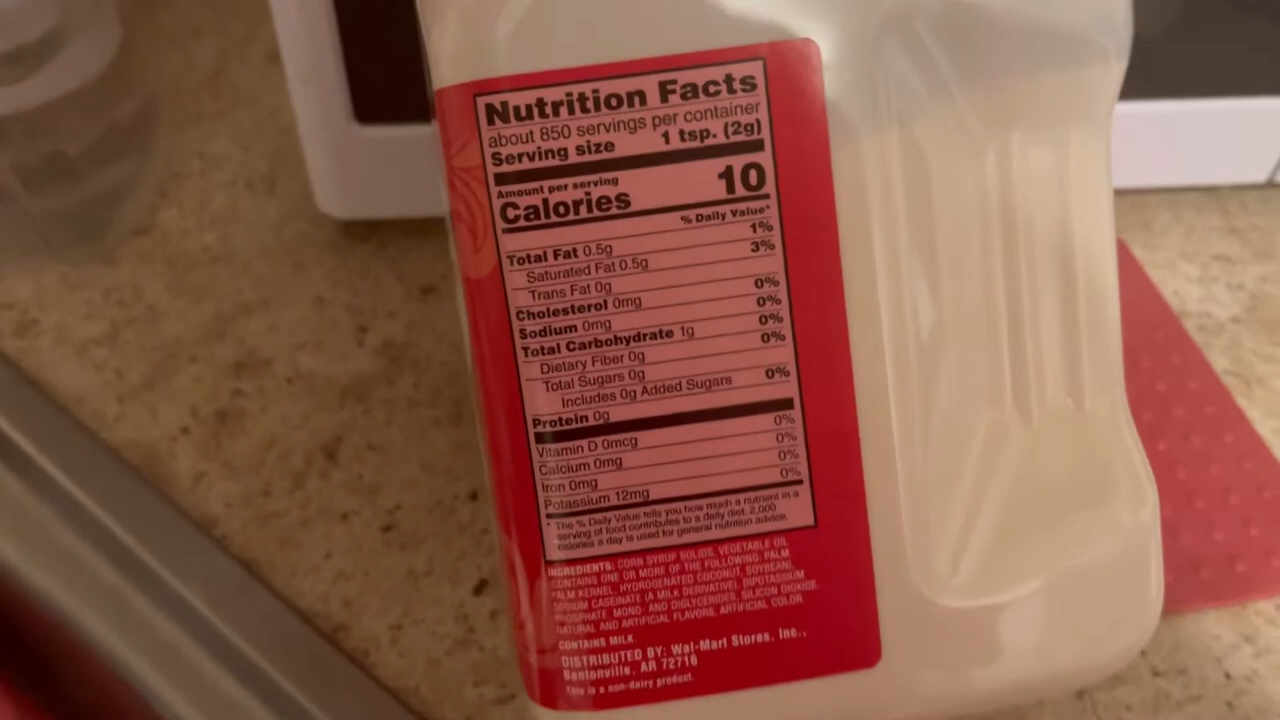 Nutrition Facts
about 850 servings per container
Serving size 1 tsp. (2g)
Amount per serving
Calories 10
% Daily Value*
Total Fat 0.5g 1%
Saturated Fat 0.5g 3%
Trans Fat 0g
Cholesterol 0mg 0%
Sodium 0mg 0%
Total Carbohydrate 1g 0%
Dietary Fiber 0g 0%
Total Sugars 0g
Includes 0g Added Sugars 0%
Protein 0g
Vitamin D 0mcg 0%
Calcium 0mg 0%
Iron 0mg 0%
Potassium 12mg 0%
* The % Daily Value tells you how much a nutrient in a
serving of food contributes to a daily diet. 2,000
calories a day is used for general nutrition advice.
INGREDIENTS: CORN SYRUP SOLIDS, VEGETABLE OIL
CONTAINS ONE OR MORE OF THE FOLLOWING: PALM
PALM KERNEL, HYDROGENATED COCONUT, SOYBEAN),
SODIUM CASEINATE (A MILK DERIVATIVE), DIPOTASSIUM
PHOSPHATE, MONO- AND DIGLYCERIDES, SILICON DIOXIDE,
NATURAL AND ARTIFICIAL FLAVORS, ARTIFICIAL COLOR
CONTAINS MILK
DISTRIBUTED BY: Wal-Mart Stores, Inc.,
Bentonville, AR 72716
This is a non-dairy product.